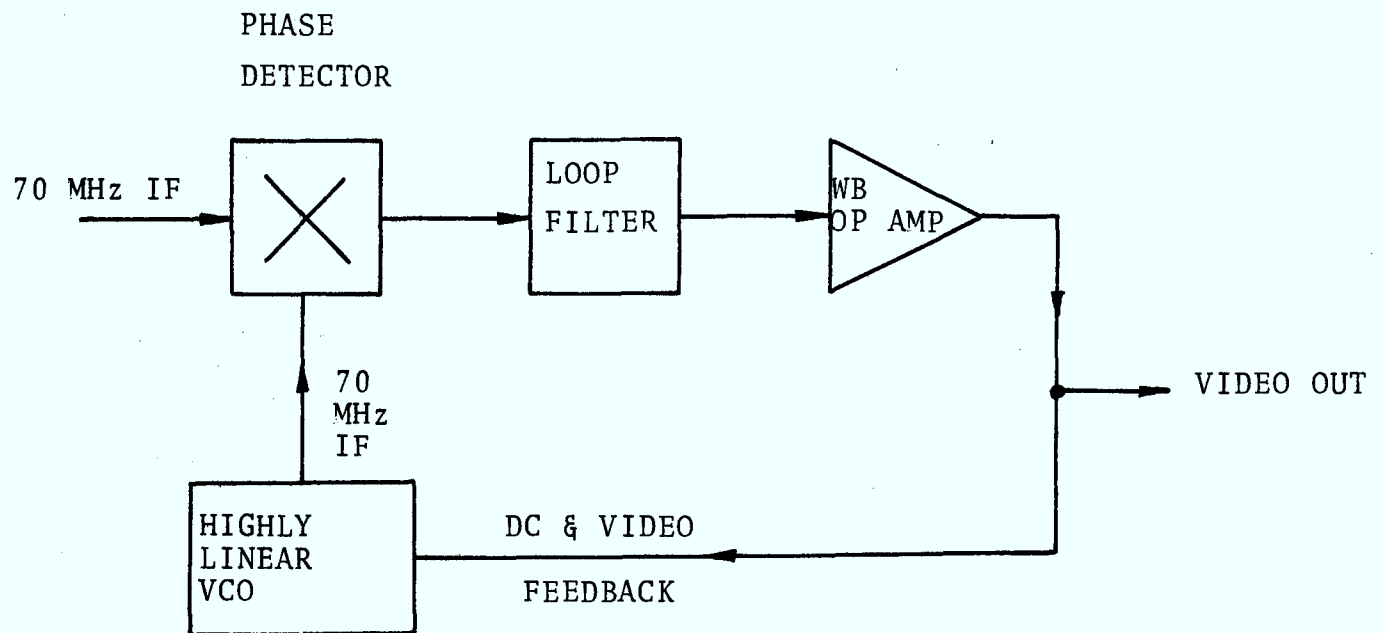 PHASE
DETECTOR
70 MHz IF
LOOP
FILTER
WB
OP AMP
VIDEO OUT
70
MHz
IF
HIGHLY
LINEAR
VCO
DC & VIDEO
FEEDBACK